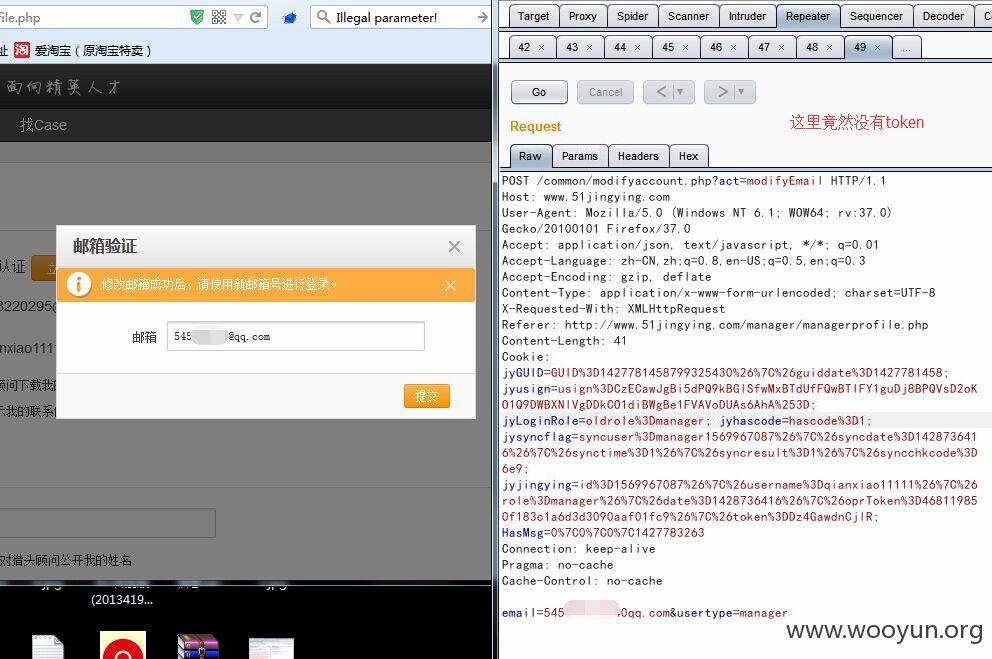 file.php
Illegal parameter!
址 淘 爱淘宝（原淘宝特卖）
面向精英人才
找Case
邮箱验证
修改邮箱成功后，请使用新邮箱号进行登录。
邮箱 545 @qq.com
提交
认证 立
3220295@
nxiao111
顾问下载我的
示我的联系
对猎头顾问公开我的姓名
(2013419...
Target Proxy Spider Scanner Intruder Repeater Sequencer Decoder
42 × 43 × 44 × 45 × 46 × 47 × 48 × 49 × ...
Go Cancel < ▼ > ▼
Request
这里竟然没有token
Raw Params Headers Hex
POST /common/modifyaccount.php?act=modifyEmail HTTP/1.1
Host: www.51jingying.com
User-Agent: Mozilla/5.0 (Windows NT 6.1; WOW64; rv:37.0)
Gecko/20100101 Firefox/37.0
Accept: application/json, text/javascript, */*; q=0.01
Accept-Language: zh-CN,zh;q=0.8,en-US;q=0.5,en;q=0.3
Accept-Encoding: gzip, deflate
Content-Type: application/x-www-form-urlencoded; charset=UTF-8
X-Requested-With: XMLHttpRequest
Referer: http://www.51jingying.com/manager/managerprofile.php
Content-Length: 41
Cookie:
jyGUID=GUID%3D1427781458799325430%26%7C%26guiddate%3D1427781458;
jyusign=usign%3DCzECawJgBi5dPQ9kBGlSfwMxBTdUfFQwBTlFY1guDj8BPQVsD2oK
O1Q9DWBXNlVgDDkCO1diBWgBe1FVAVoDUAs6AhA%253D;
jyLoginRole=oldrole%3Dmanager; jyhascode=hascode%3D1;
jysyncflag=syncuser%3Dmanager1569967087%26%7C%26syncdate%3D142873641
6%26%7C%26synctime%3D1%26%7C%26syncresult%3D1%26%7C%26syncchkcode%3D
6e9;
jyjingying=id%3D1569967087%26%7C%26username%3Dqianxiao11111%26%7C%26
role%3Dmanager%26%7C%26date%3D1428736416%26%7C%26oprToken%3D46811985
0f183c1a6d3d3090aaf01fc9%26%7C%26token%3DDz4GawdnCjlR;
HasMsg=0%7C0%7C0%7C1427783263
Connection: keep-alive
Pragma: no-cache
Cache-Control: no-cache
email=545 40qq.com&usertype=manager
www.wooyun.org